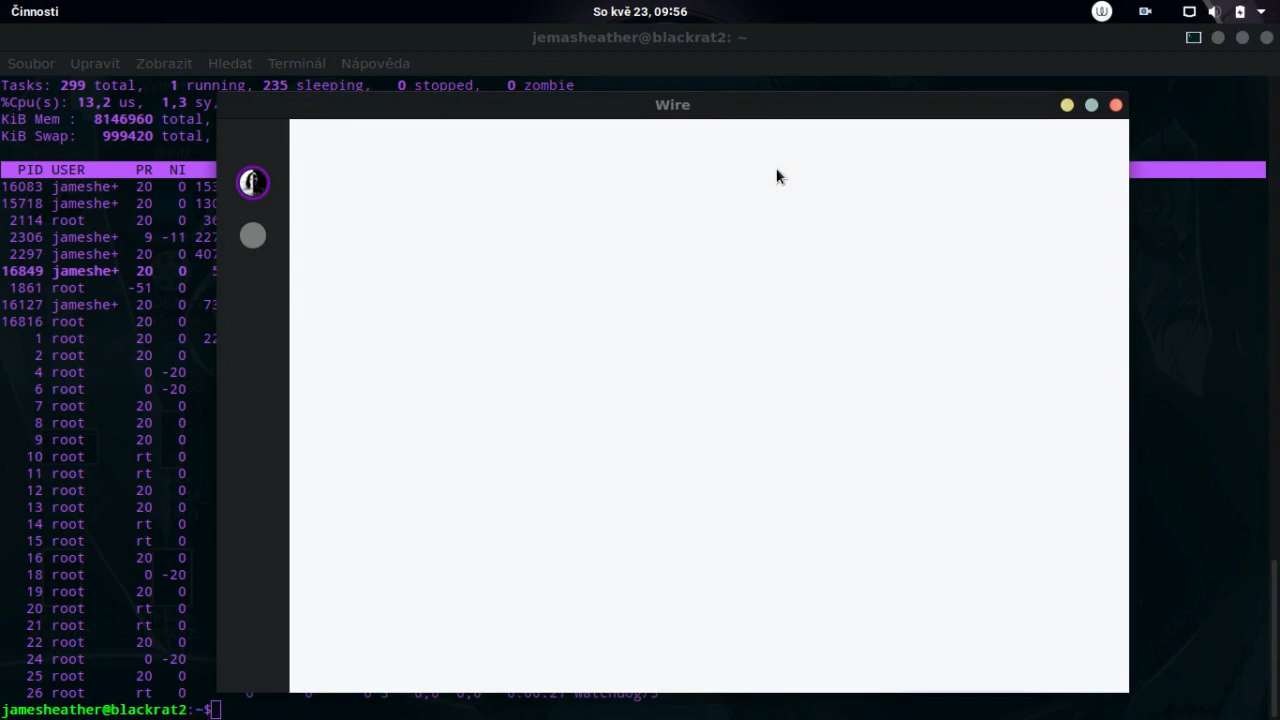 Činnosti
So kvě 23, 09:56
jemasheather@blackrat2: ~
Soubor Upravit Zobrazit Hledat Terminál Nápověda
Tasks: 299 total, 1 running, 235 sleeping, 0 stopped, 0 zombie
%Cpu(s): 13,2 us, 1,3 sy,
Wire
KiB Mem : 8146960 total,
KiB Swap: 999420 total,
PID USER PR NI
16083 jameshe+ 20 0 153
15718 jameshe+ 20 0 130
2114 root 20 0 36
2306 jameshe+ 9 -11 227
2297 jameshe+ 20 0 407
16849 jameshe+ 20 0 5
1861 root -51 0
16127 jameshe+ 20 0 73
16816 root 20 0
1 root 20 0 22
2 root 20 0
4 root 0 -20
6 root 0 -20
7 root 20 0
8 root 20 0
9 root 20 0
10 root rt 0
11 root rt 0
12 root 20 0
13 root 20 0
14 root rt 0
15 root rt 0
16 root 20 0
18 root 0 -20
19 root 20 0
20 root rt 0
21 root rt 0
22 root 20 0
24 root 0 -20
25 root 20 0
26 root rt 0
jamesheather@blackrat2:~$